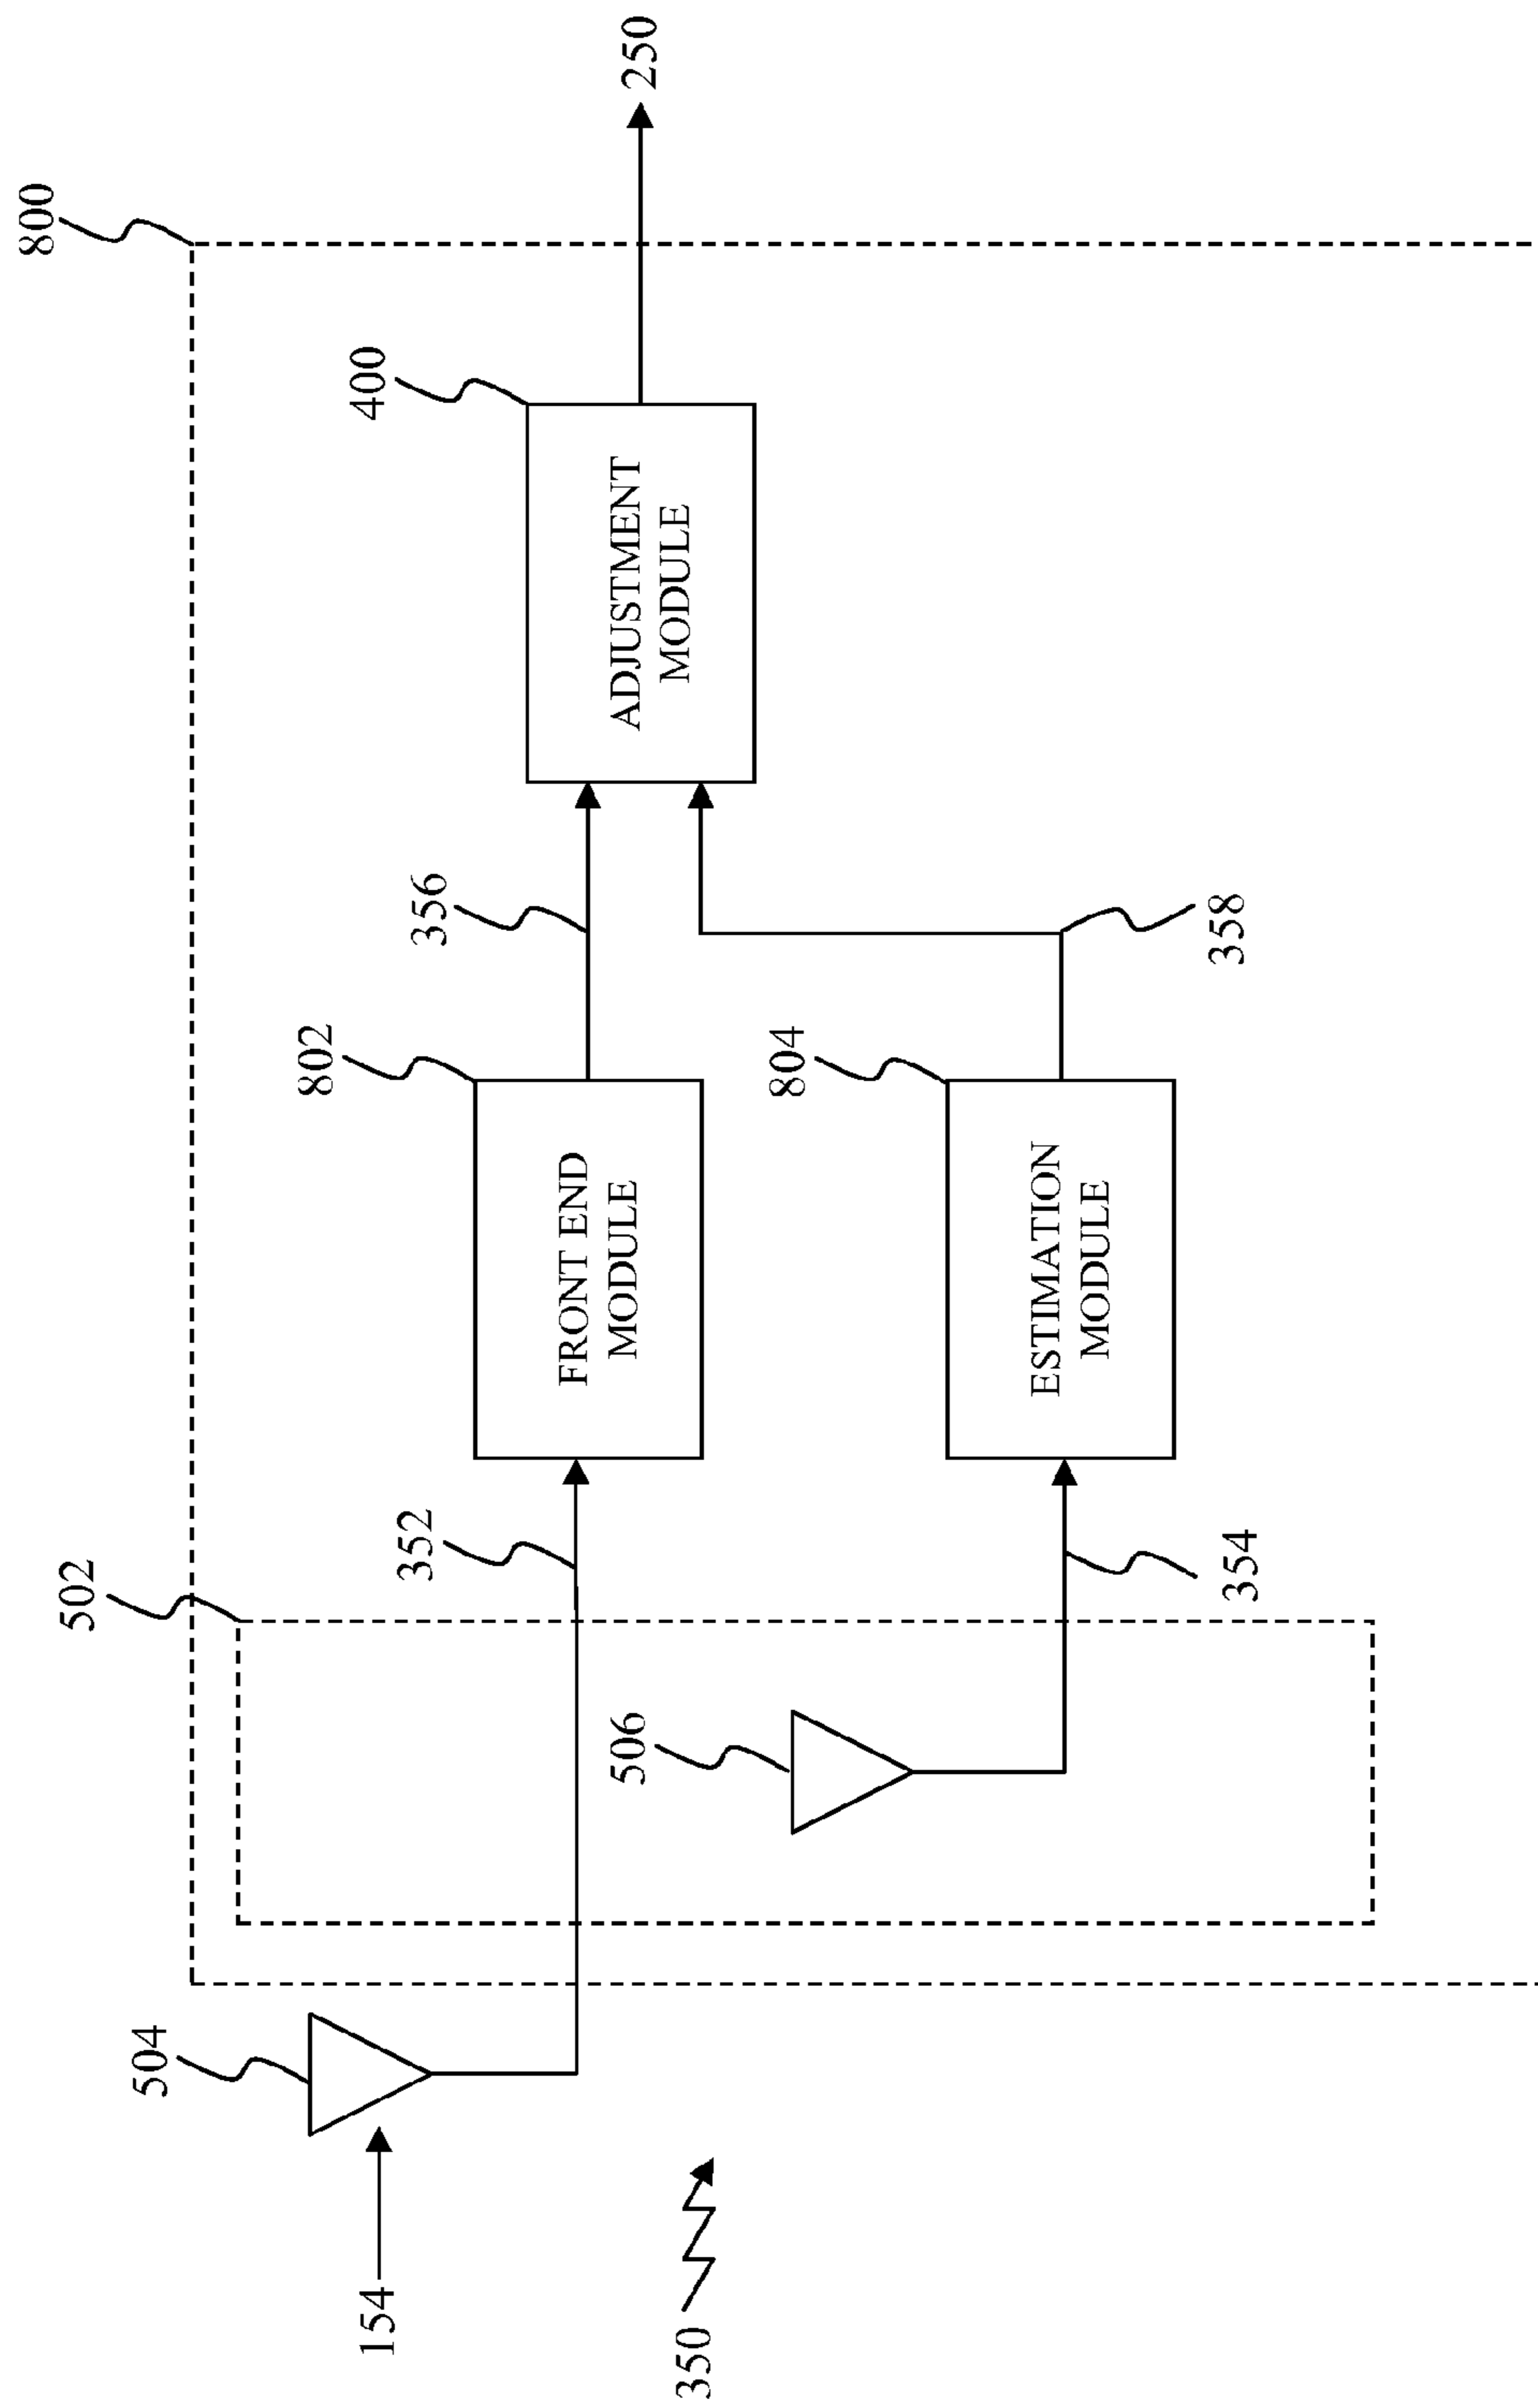 800
502
504
154
350
352
802
FRONT END
MODULE
356
400
ADJUSTMENT
MODULE
250
506
354
804
ESTIMATION
MODULE
358